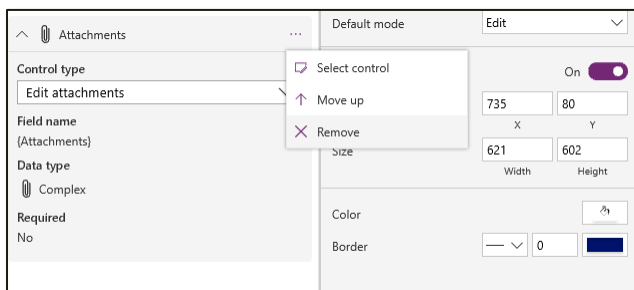 Attachments
...
Control type
Edit attachments
Field name
{Attachments}
Data type
Complex
Required
No
Select control
Move up
Remove
Default mode
Edit
On
735
80
X
Y
Size
621
602
Width
Height
Color
Border
0